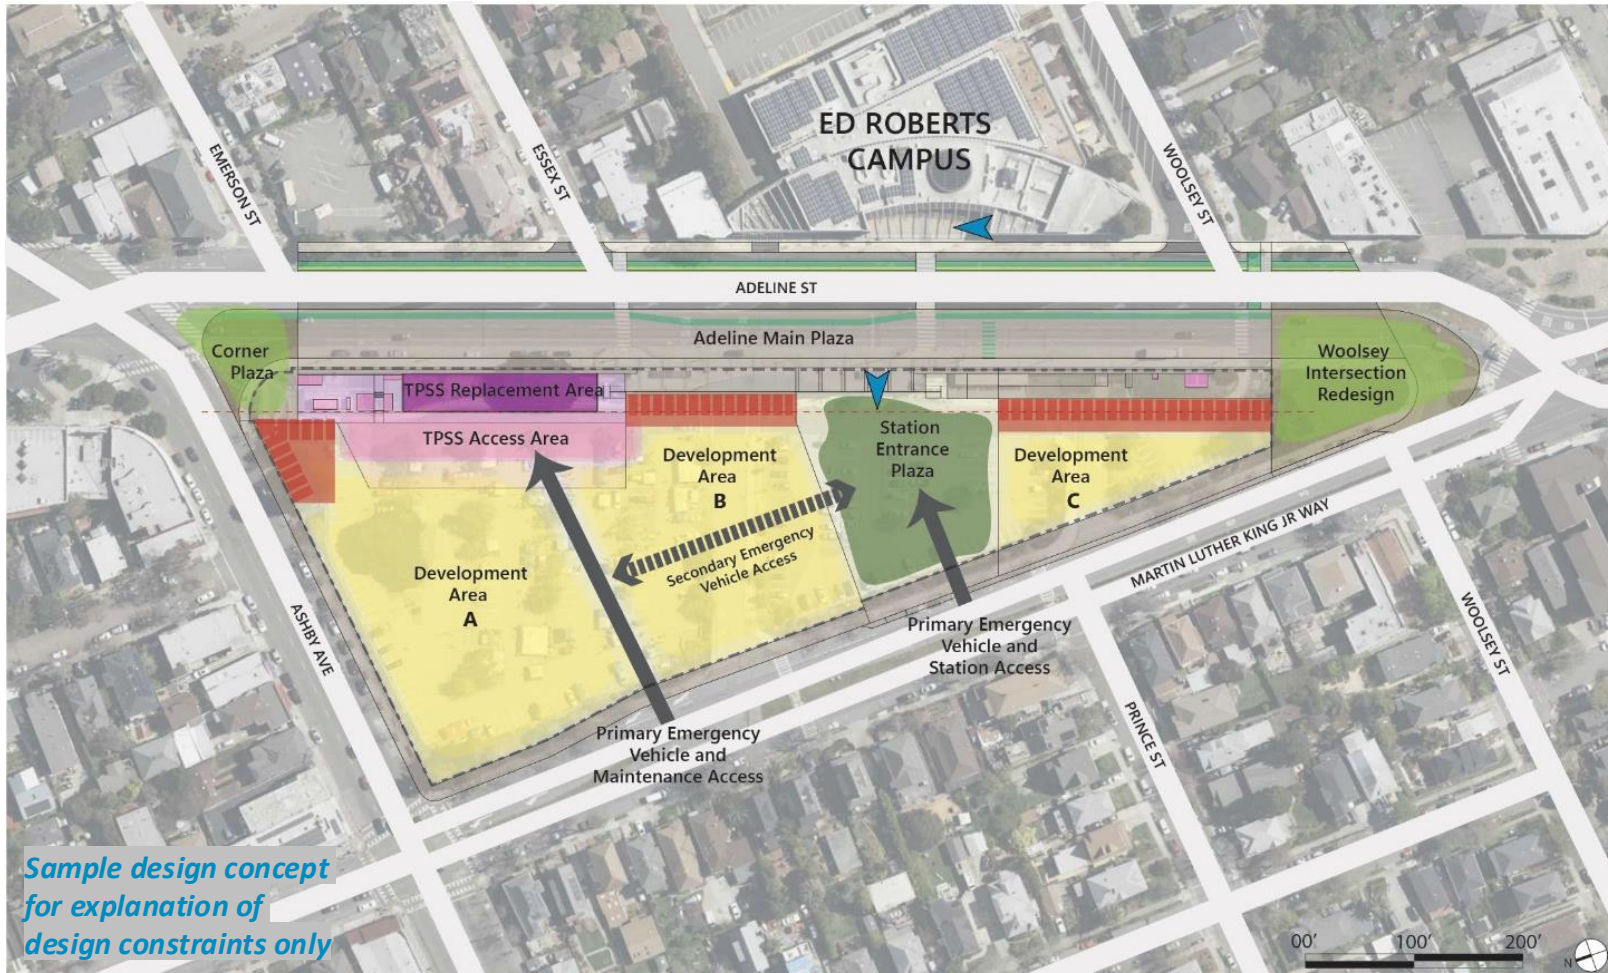 ED ROBERTS
CAMPUS
EMERSON ST
ESSEX ST
WOOLSEY ST
ADELINE ST
Adeline Main Plaza
Corner
Plaza
Woolsey
Intersection
Redesign
TPSS Replacement Area
TPSS Access Area
Station
Entrance
Plaza
Development
Area
B
Development
Area
C
Secondary Emergency
Vehicle Access
Development
Area
A
MARTIN LUTHER KING JR WAY
ASHBY AVE
WOOLSEY ST
Primary Emergency
Vehicle and
Station Access
PRINCE ST
Primary Emergency
Vehicle and
Maintenance Access
Sample design concept
for explanation of
design constraints only
00' 100' 200'
N